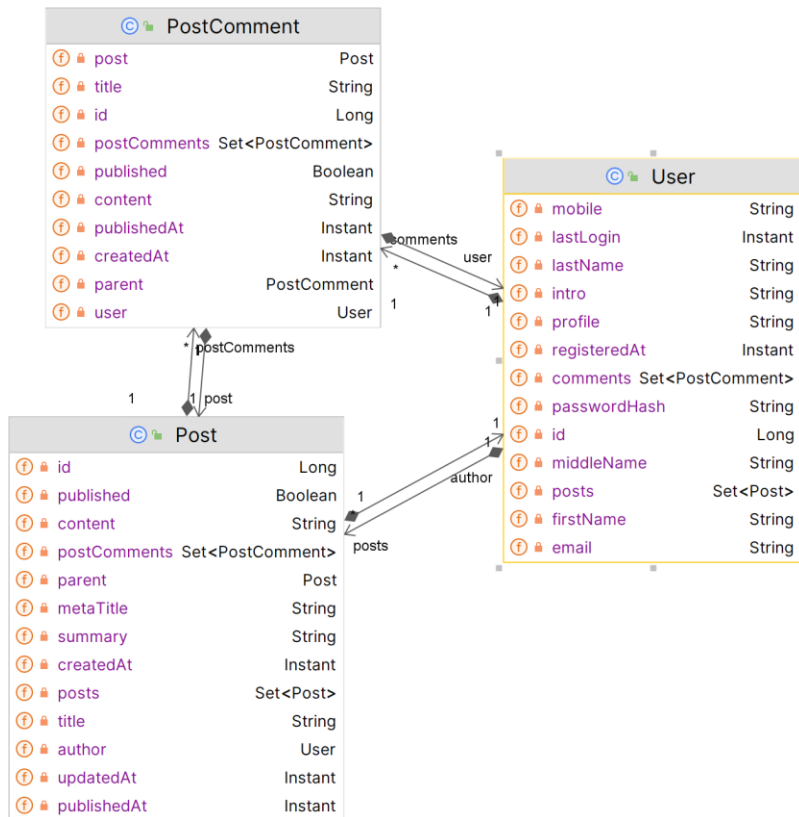 PostComment
post Post
title String
id Long
postComments Set<PostComment>
published Boolean
content String
publishedAt Instant
createdAt Instant
parent PostComment
user User
comments
user
*
1
1
1
User
mobile String
lastLogin Instant
lastName String
intro String
profile String
registeredAt Instant
comments Set<PostComment>
passwordHash String
id Long
middleName String
posts Set<Post>
firstName String
email String
* postComments
1
1 post
1
1
author
1
posts
Post
id Long
published Boolean
content String
postComments Set<PostComment>
parent Post
metaTitle String
summary String
createdAt Instant
posts Set<Post>
title String
author User
updatedAt Instant
publishedAt Instant